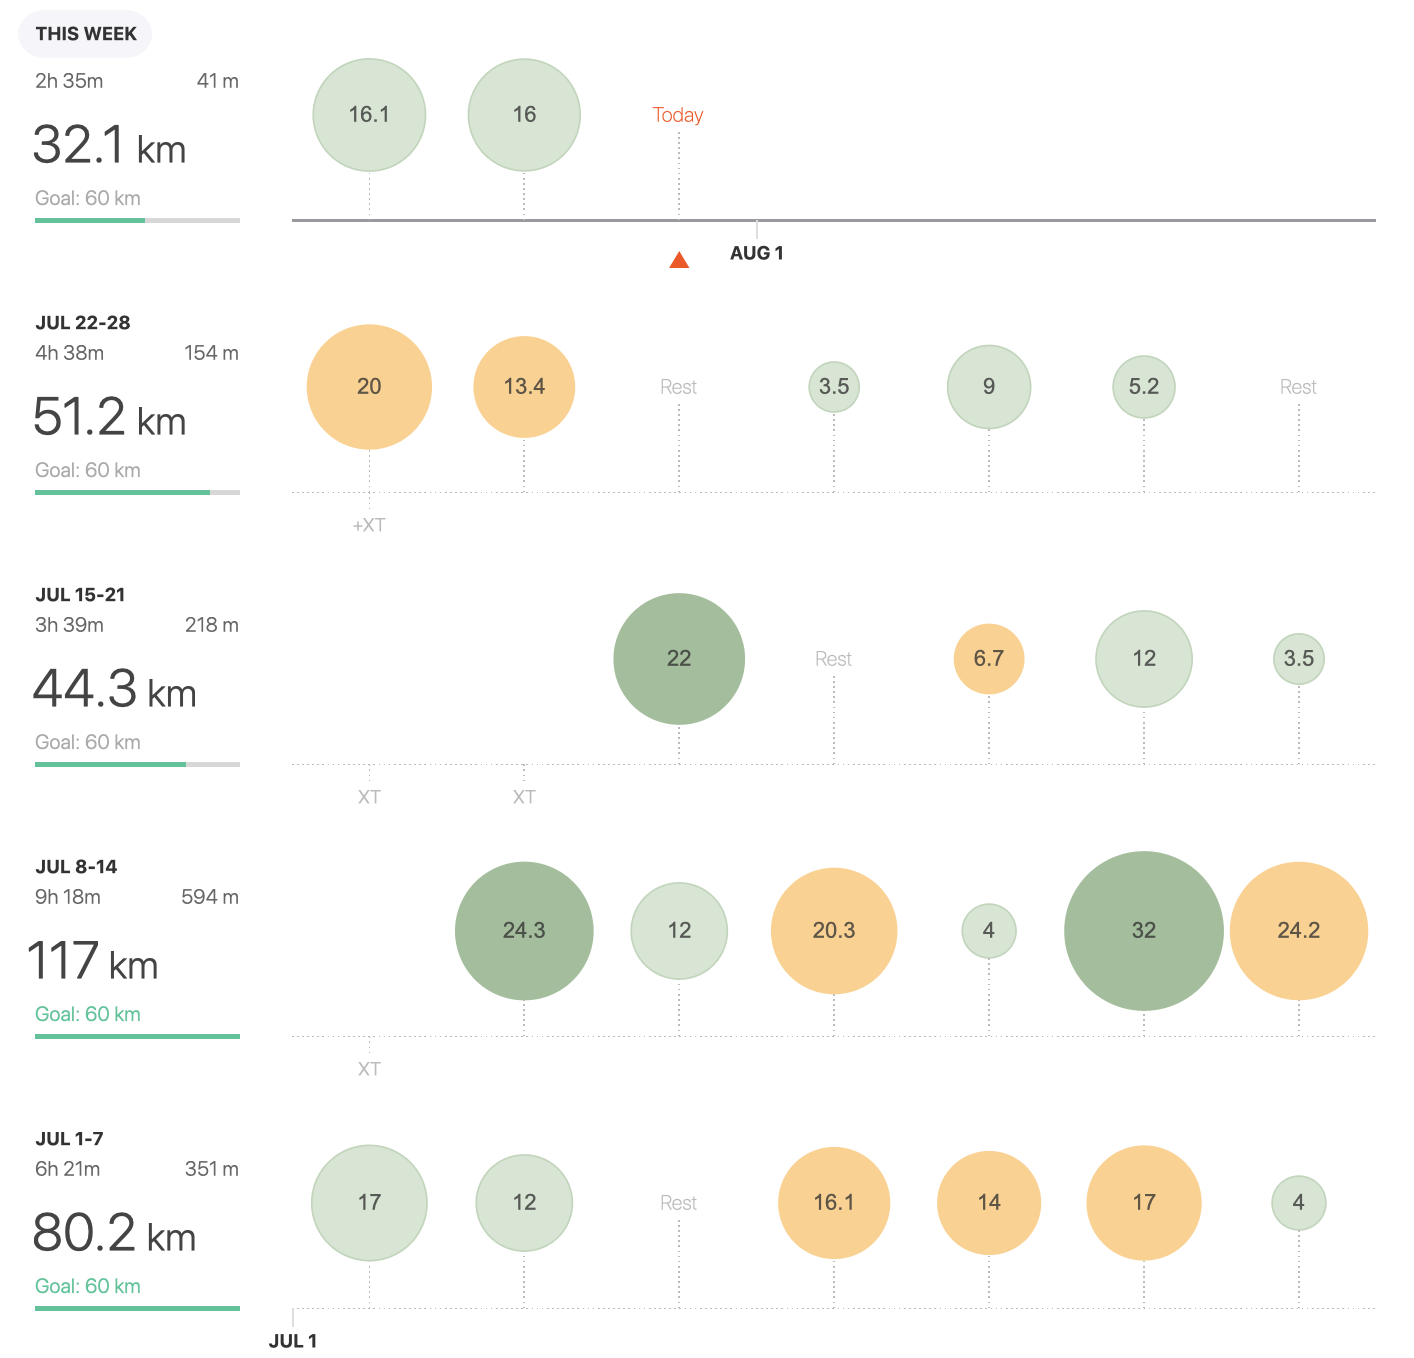 THIS WEEK
2h 35m 41 m
32.1 km
Goal: 60 km
16.1 16 Today
AUG 1
JUL 22-28
4h 38m 154 m
51.2 km
Goal: 60 km
20 13.4 Rest 3.5 9 5.2 Rest
+XT
JUL 15-21
3h 39m 218 m
44.3 km
Goal: 60 km
22 Rest 6.7 12 3.5
XT XT
JUL 8-14
9h 18m 594 m
117 km
Goal: 60 km
24.3 12 20.3 4 32 24.2
XT
JUL 1-7
6h 21m 351 m
80.2 km
Goal: 60 km
17 12 Rest 16.1 14 17 4
JUL 1